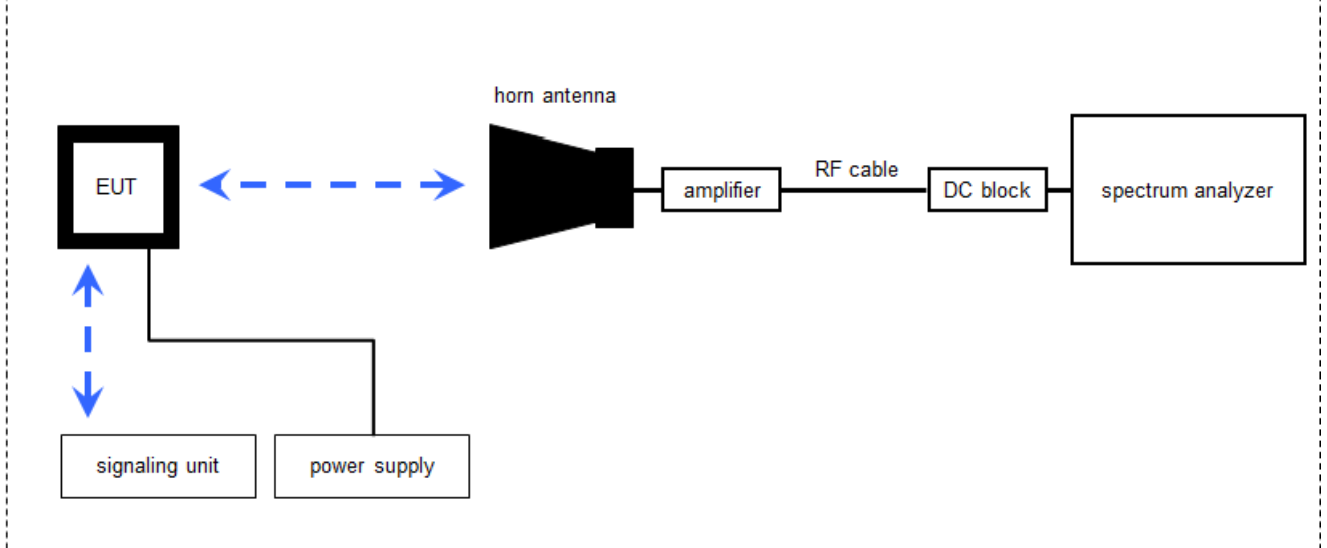 horn antenna
EUT
amplifier
RF cable
DC block
spectrum analyzer
signaling unit
power supply